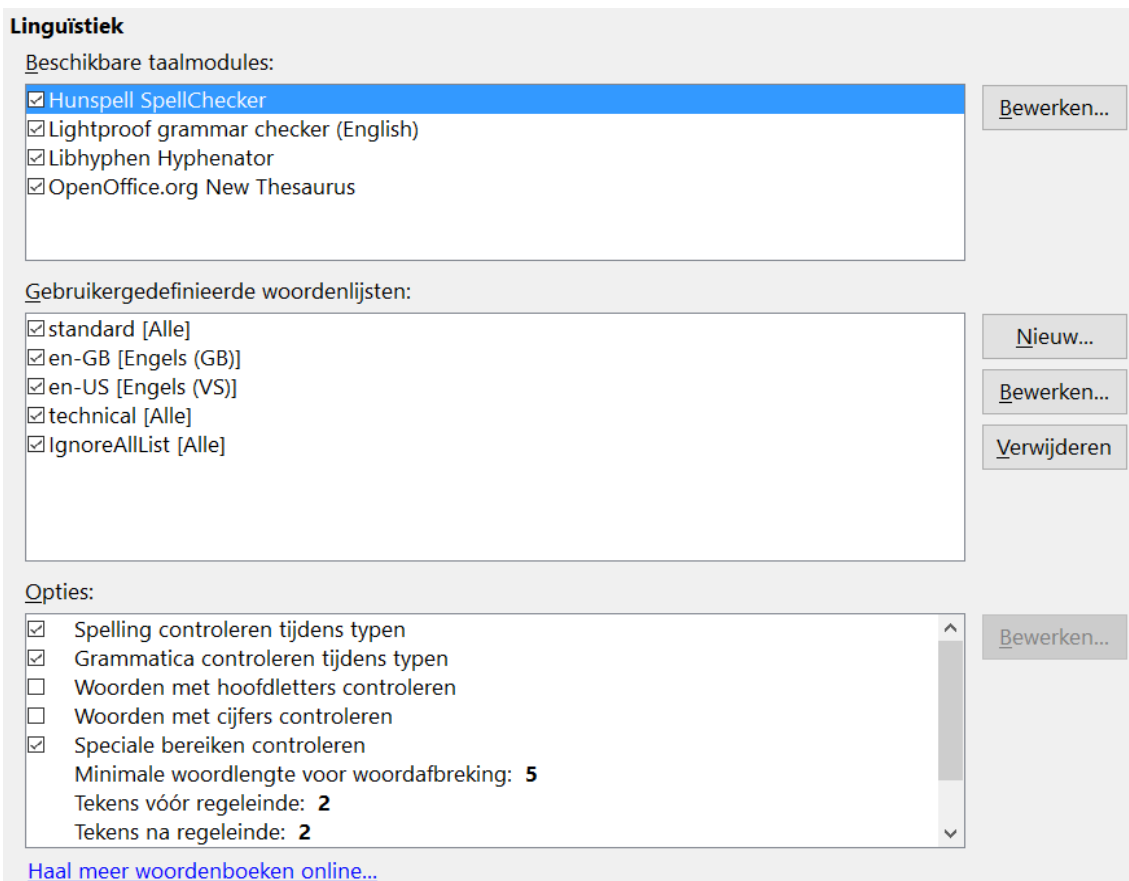 Linguïstiek
Beschikbare taalmodules:
Hunspell SpellChecker
Bewerken...
Lightproof grammar checker (English)
Libhyphen Hyphenator
OpenOffice.org New Thesaurus
Gebruikergedefinieerde woordenlijsten:
standard [Alle]
Nieuw...
en-GB [Engels (GB)]
en-US [Engels (VS)]
Bewerken...
technical [Alle]
IgnoreAllList [Alle]
Verwijderen
Opties:
Spelling controleren tijdens typen
Bewerken...
Grammatica controleren tijdens typen
Woorden met hoofdletters controleren
Woorden met cijfers controleren
Speciale bereiken controleren
Minimale woordlengte voor woordafbreking: 5
Tekens vóór regeleinde: 2
Tekens na regeleinde: 2
Haal meer woordenboeken online...